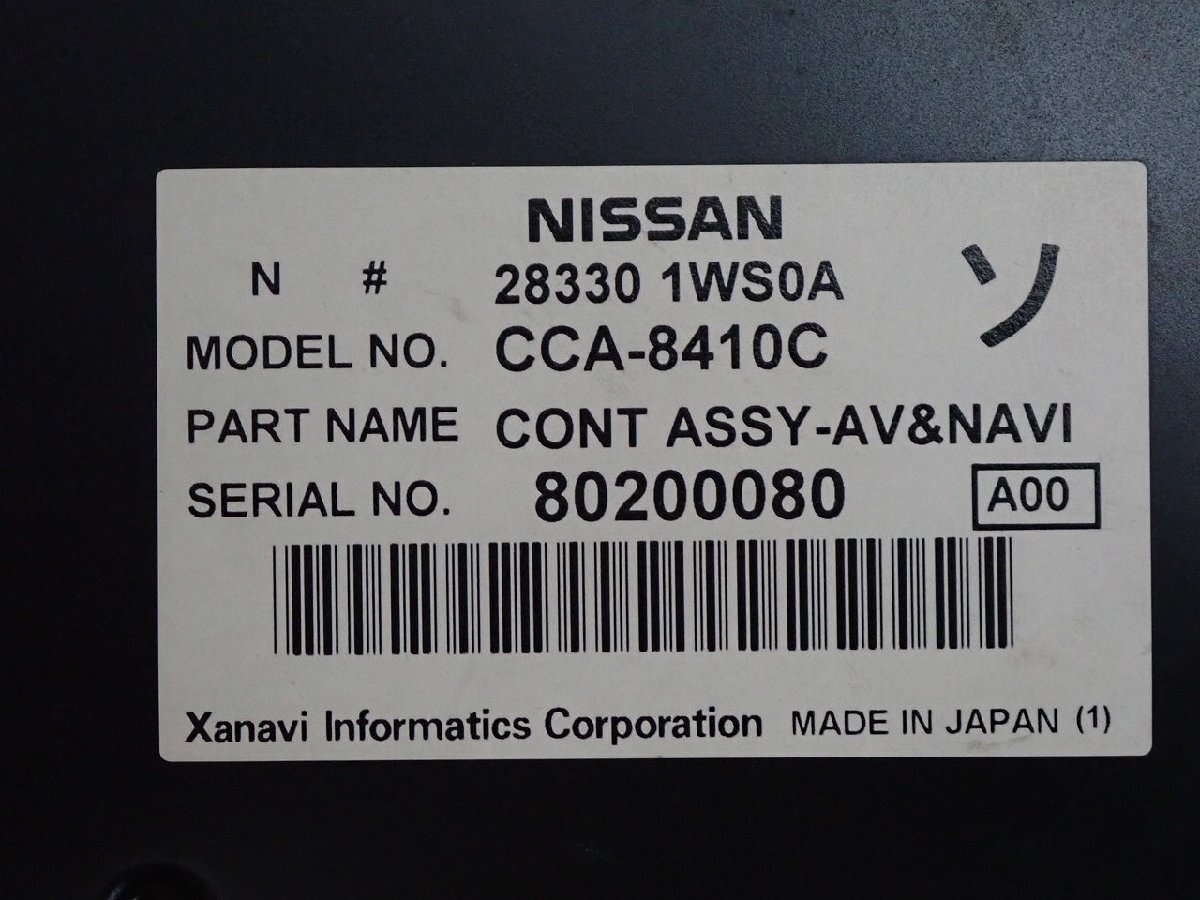 NISSAN
N # 28330 1WS0A ソ
MODEL NO. CCA-8410C
PART NAME CONT ASSY-AV&NAVI
SERIAL NO. 80200080 A00
Xanavi Informatics Corporation MADE IN JAPAN (1)